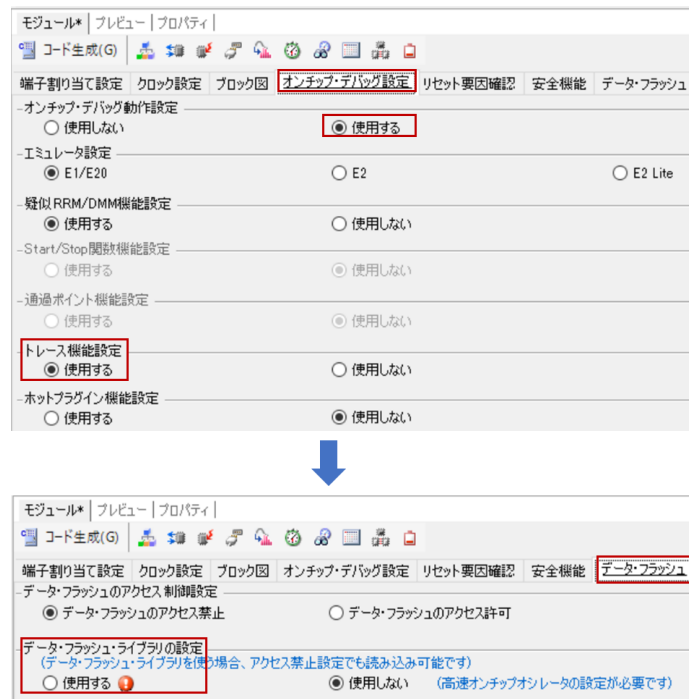 モジュール* プレビュー プロパティ
コード生成(G)
端子割り当て設定 クロック設定 ブロック図 オンチップ・デバッグ設定 リセット要因確認 安全機能 データ・フラッシュ
オンチップ・デバッグ動作設定
使用しない 使用する
エミュレータ設定
E1/E20 E2 E2 Lite
疑似RRM/DMM機能設定
使用する 使用しない
Start/Stop関数機能設定
使用する 使用しない
通過ポイント機能設定
使用する 使用しない
トレース機能設定
使用する 使用しない
ホットプラグイン機能設定
使用する 使用しない
モジュール* プレビュー プロパティ
コード生成(G)
端子割り当て設定 クロック設定 ブロック図 オンチップ・デバッグ設定 リセット要因確認 安全機能 データ・フラッシュ
データ・フラッシュのアクセス制御設定
データ・フラッシュのアクセス禁止 データ・フラッシュのアクセス許可
データ・フラッシュ・ライブラリの設定
(データ・フラッシュ・ライブラリを使う場合、アクセス禁止設定でも読み込み可能です)
使用する 使用しない (高速オンチップオシレータの設定が必要です)